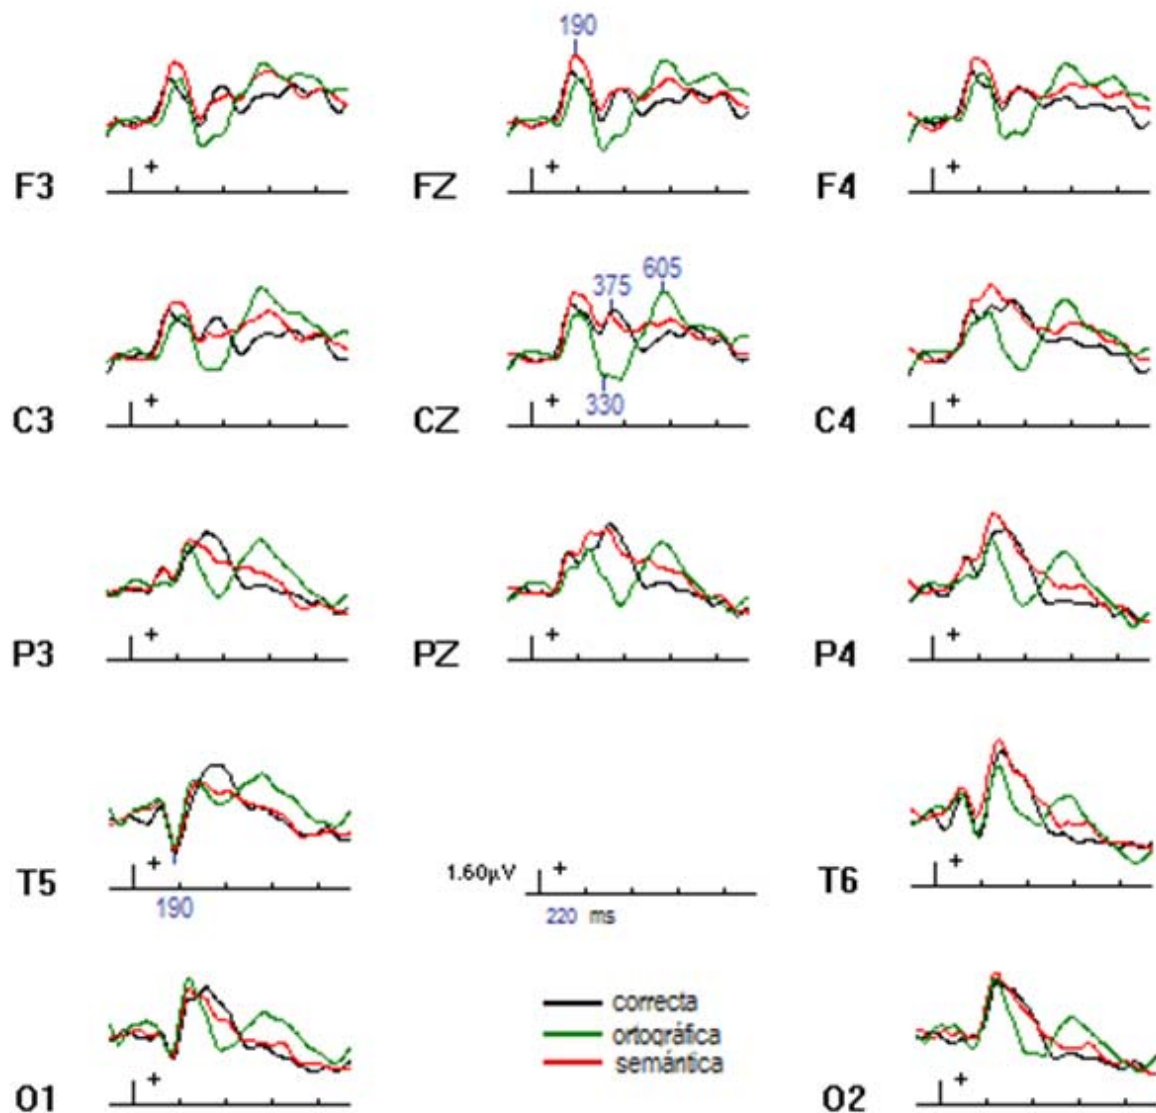 190
+ + +
F3 FZ F4
605
375
+ + +
330
C3 CZ C4
+ + +
P3 PZ P4
+ 1.60µV + +
T5 T6
190 220 ms
correcta
ortográfica
semántica
+ +
O1 O2